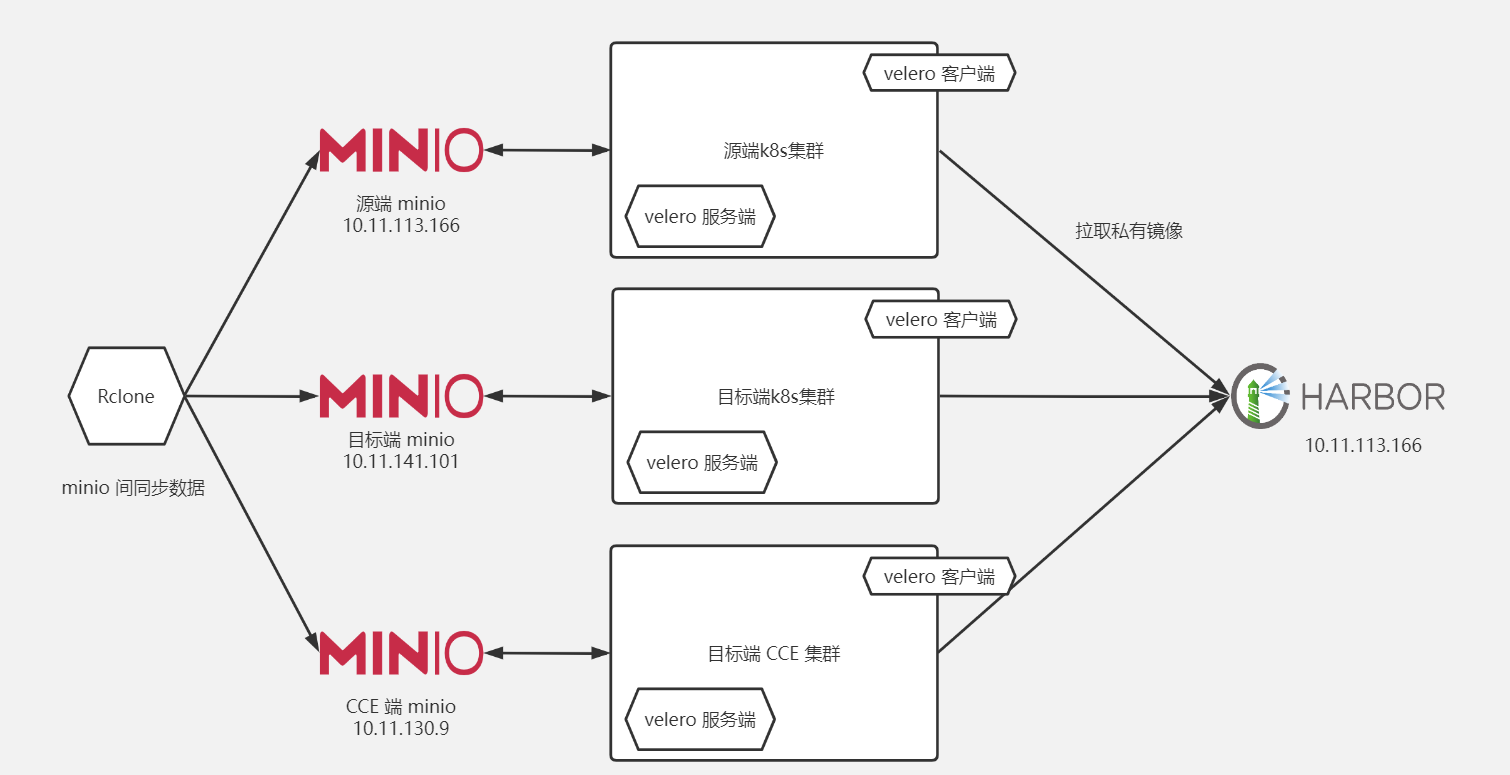 velero 客户端
MINIO
源端k8s集群
源端 minio
10.11.113.166
velero 服务端
拉取私有镜像
velero 客户端
Rclone
MINIO
目标端k8s集群
HARBOR
目标端 minio
10.11.141.101
10.11.113.166
velero 服务端
minio 间同步数据
velero 客户端
MINIO
目标端 CCE 集群
CCE 端 minio
10.11.130.9
velero 服务端